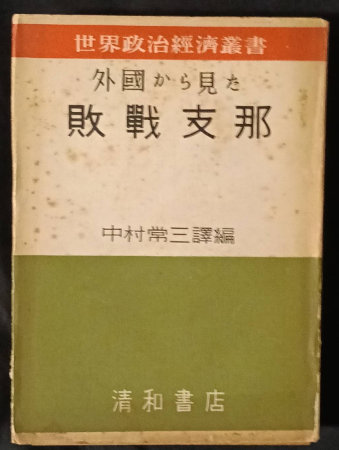 世界政治經濟叢書
外國から見た
敗戰支那
中村常三譯編
清和書店